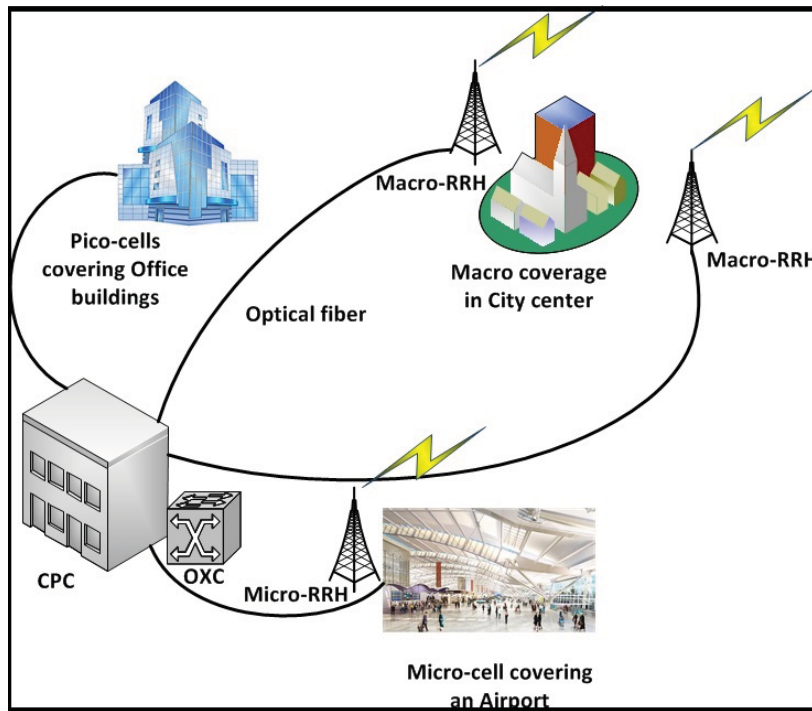 Macro-RRH
Pico-cells
covering Office
buildings
Macro coverage
in City center
Macro-RRH
Optical fiber
CPC
OXC
Micro-RRH
Micro-cell covering
an Airport